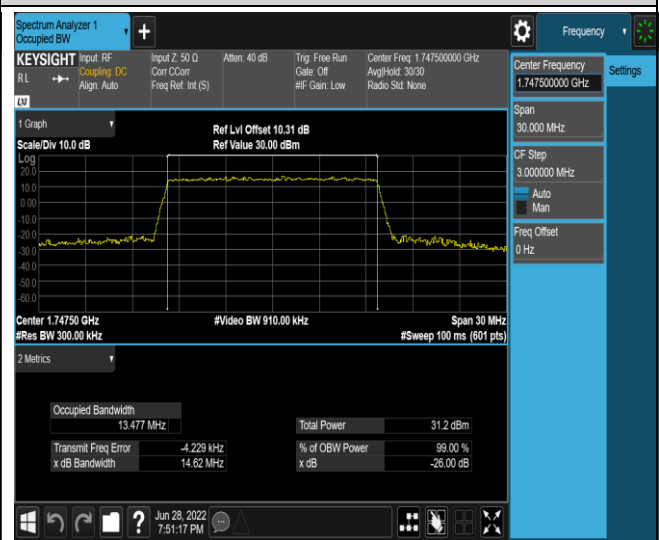 Spectrum Analyzer 1
Occupied BW
Frequency
KEYSIGHT
RL
Input: RF
Coupling: DC
Align: Auto
Input Z: 50 Ω
Corr CCorr
Freq Ref: Int (S)
Atten: 40 dB
Trig: Free Run
Gate: Off
#IF Gain: Low
Center Freq: 1.747500000 GHz
Avg|Hold: 30/30
Radio Std: None
Center Frequency
1.747500000 GHz
Settings
Span
30.000 MHz
CF Step
3.000000 MHz
Auto
Man
Freq Offset
0 Hz
1 Graph
Scale/Div 10.0 dB
Ref Lvl Offset 10.31 dB
Ref Value 30.00 dBm
Log
20.0
10.0
0.00
-10.0
-20.0
-30.0
-40.0
-50.0
-60.0
Center 1.74750 GHz
#Res BW 300.00 kHz
#Video BW 910.00 kHz
Span 30 MHz
#Sweep 100 ms (601 pts)
2 Metrics
Occupied Bandwidth
13.477 MHz
Total Power 31.2 dBm
Transmit Freq Error -4.229 kHz
% of OBW Power 99.00 %
x dB Bandwidth 14.62 MHz
x dB -26.00 dB
Jun 28, 2022
7:51:17 PM